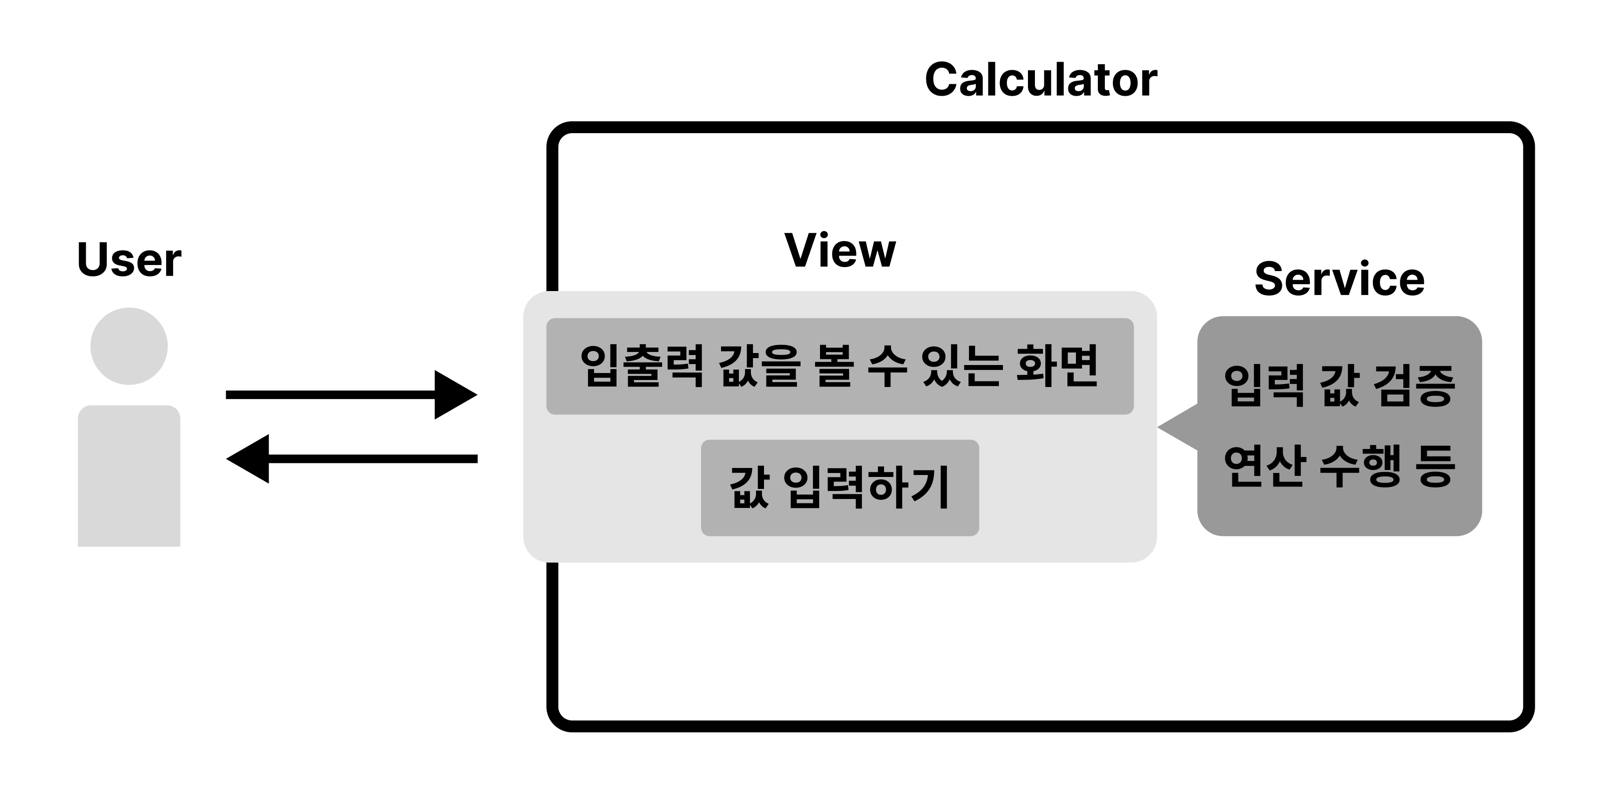 Calculator
User
View
Service
입출력 값을 볼 수 있는 화면
값 입력하기
입력 값 검증
연산 수행 등